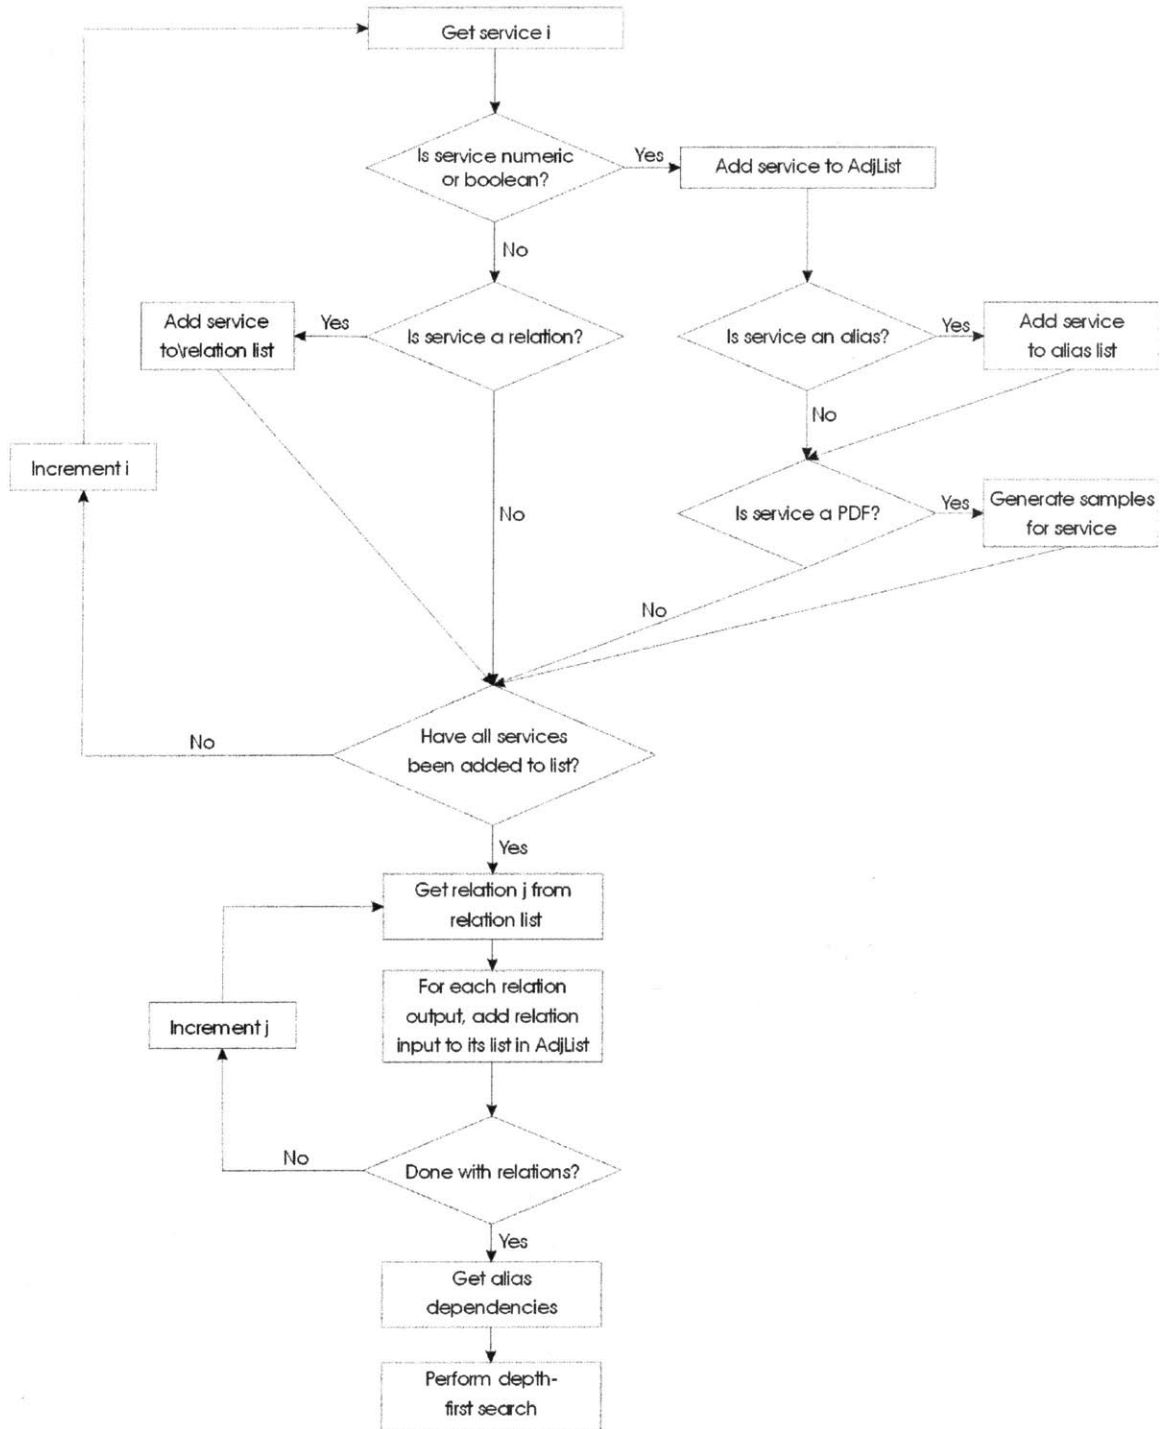 Get service i
Is service numeric
or boolean?
Yes
Add service to AdjList
No
Add service
to\relation list
Yes
Is service a relation?
Is service an alias?
Yes
Add service
to alias list
No
Increment i
Is service a PDF?
Yes
Generate samples
for service
No
No
Have all services
been added to list?
No
Yes
Get relation j from
relation list
For each relation
output, add relation
input to its list in AdjList
Increment j
No
Done with relations?
Yes
Get alias
dependencies
Perform depth-
first search